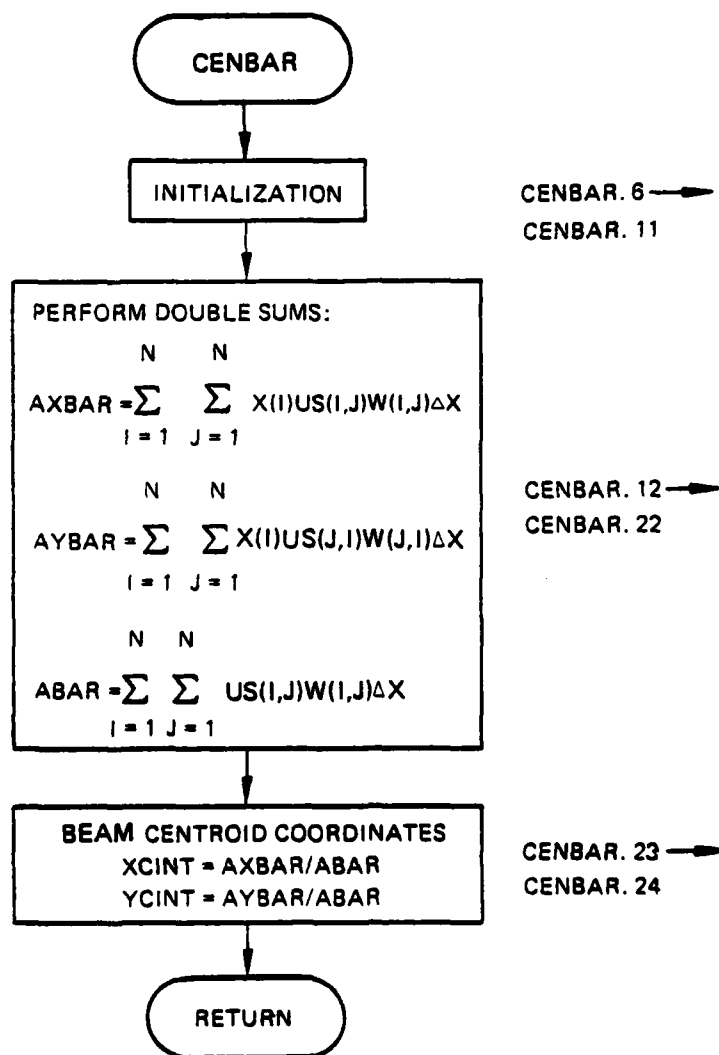 CENBAR
INITIALIZATION
CENBAR. 6
CENBAR. 11
PERFORM DOUBLE SUMS:
N N
AXBAR = Σ Σ X(I)US(I,J)W(I,J)ΔX
I = 1 J = 1
N N
AYBAR = Σ Σ X(I)US(J,I)W(J,I)ΔX
I = 1 J = 1
N N
ABAR = Σ Σ US(I,J)W(I,J)ΔX
I = 1 J = 1
CENBAR. 12
CENBAR. 22
BEAM CENTROID COORDINATES
XCINT = AXBAR/ABAR
YCINT = AYBAR/ABAR
CENBAR. 23
CENBAR. 24
RETURN